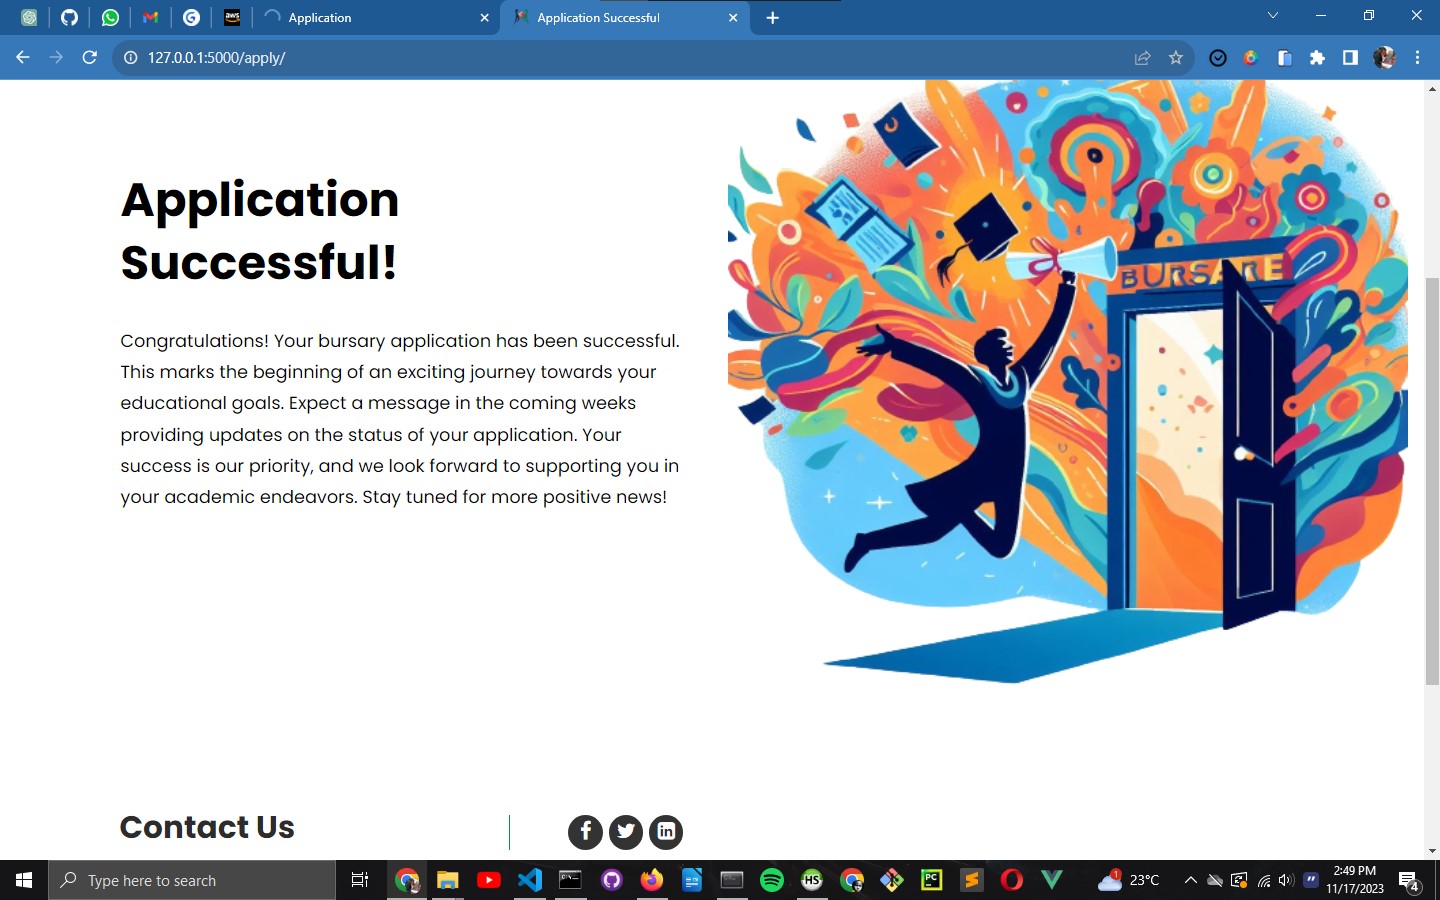 Application
Application Successful
127.0.0.1:5000/apply/
Application
Successful!
Congratulations! Your bursary application has been successful.
This marks the beginning of an exciting journey towards your
educational goals. Expect a message in the coming weeks
providing updates on the status of your application. Your
success is our priority, and we look forward to supporting you in
your academic endeavors. Stay tuned for more positive news!
BURSARE
Contact Us
Type here to search
23°C
2:49 PM
11/17/2023
4